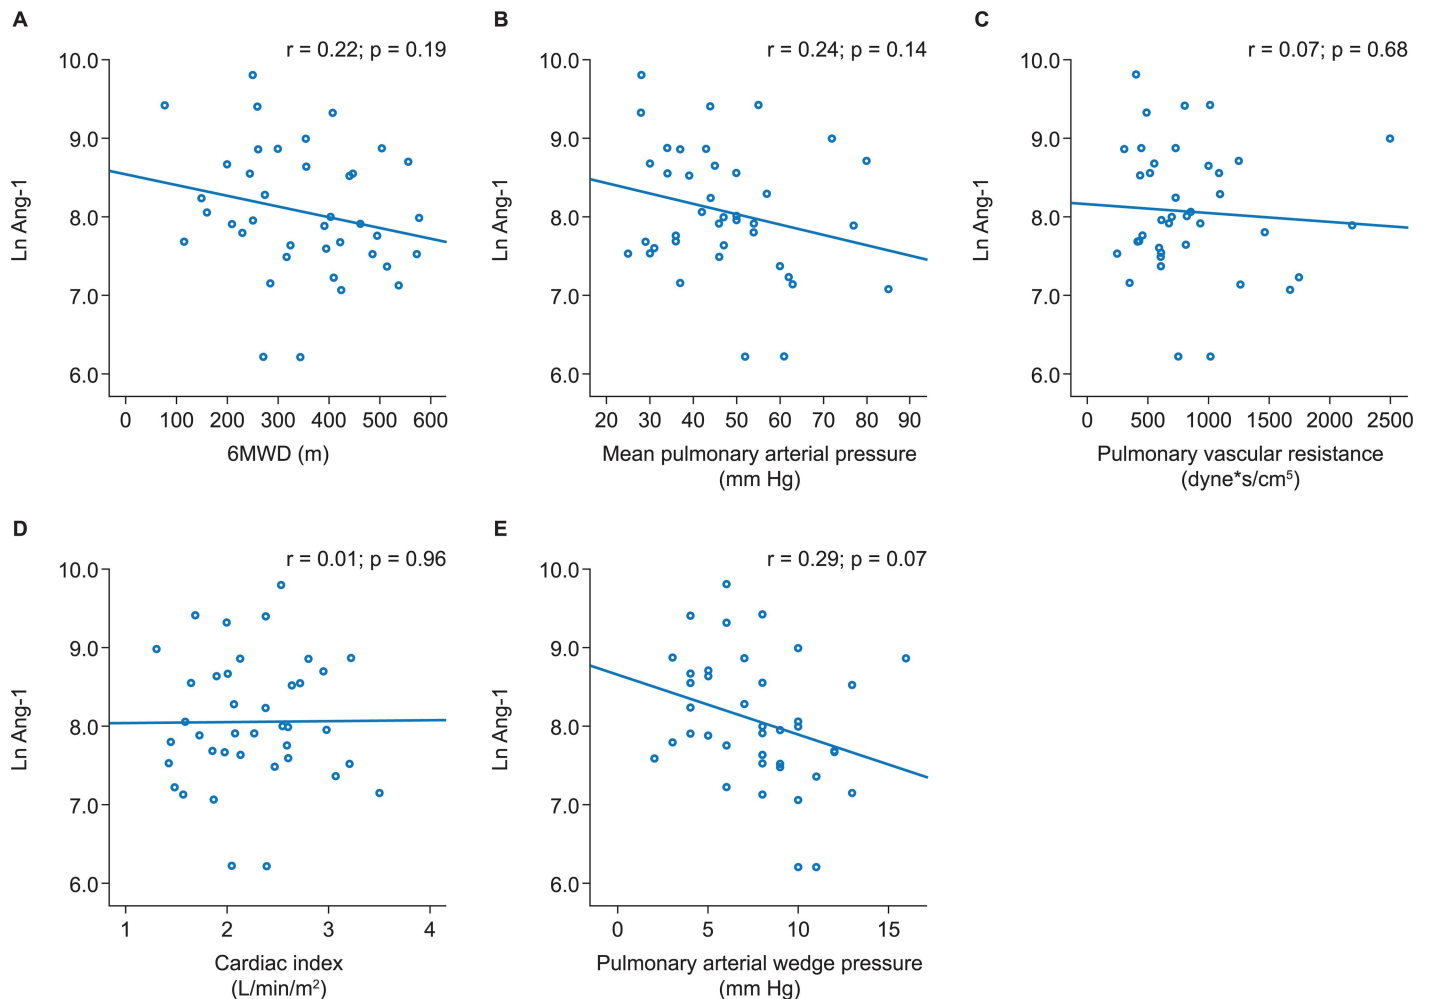 A
r = 0.22; p = 0.19
Ln Ang-1
10.0
9.0
8.0
7.0
6.0
0 100 200 300 400 500 600
6MWD (m)
B
r = 0.24; p = 0.14
Ln Ang-1
10.0
9.0
8.0
7.0
6.0
20 30 40 50 60 70 80 90
Mean pulmonary arterial pressure
(mm Hg)
C
r = 0.07; p = 0.68
Ln Ang-1
10.0
9.0
8.0
7.0
6.0
0 500 1000 1500 2000 2500
Pulmonary vascular resistance
(dyne*s/cm⁵)
D
r = 0.01; p = 0.96
Ln Ang-1
10.0
9.0
8.0
7.0
6.0
1 2 3 4
Cardiac index
(L/min/m²)
E
r = 0.29; p = 0.07
Ln Ang-1
10.0
9.0
8.0
7.0
6.0
0 5 10 15
Pulmonary arterial wedge pressure
(mm Hg)